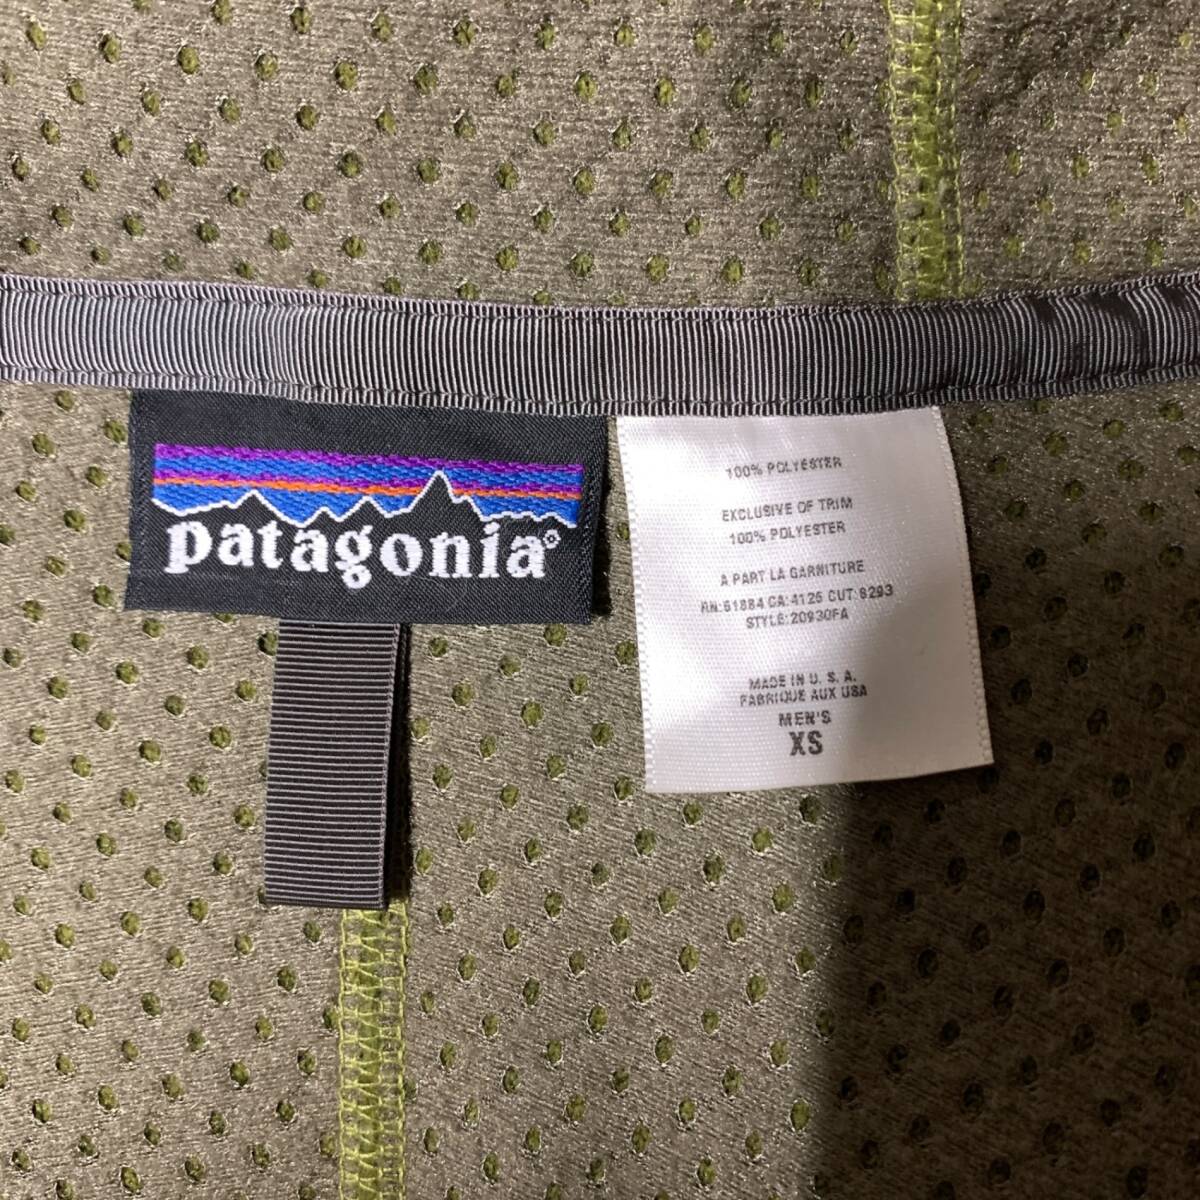 patagonia®
100% POLYESTER
EXCLUSIVE OF TRIM
100% POLYESTER
A PART LA GARNITURE
RN:51884 CA:4125 CUT:8293
STYLE:20930FA
MADE IN U. S. A.
FABRIQUE AUX USA
MEN'S
XS